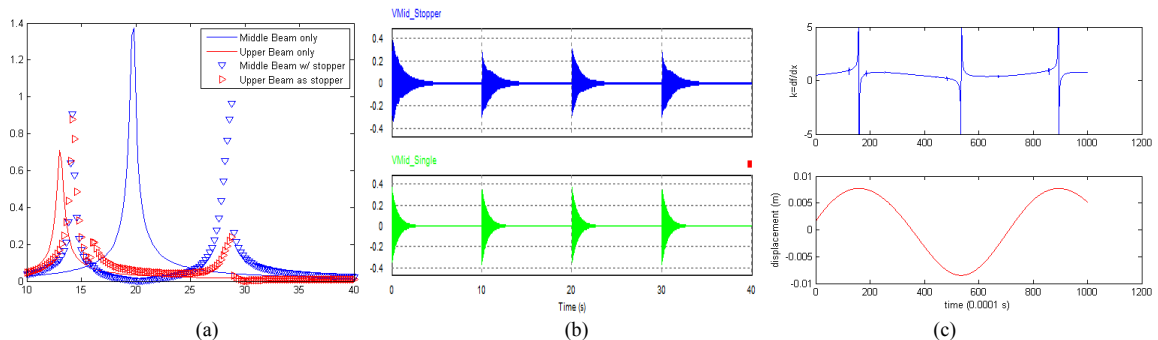 1.4
1.2
1
0.8
0.6
0.4
0.2
0
10 15 20 25 30 35 40
Middle Beam only
Upper Beam only
Middle Beam w/ stopper
Upper Beam as stopper
(a)
VMid_Stopper
0.4
0.2
0
-0.2
-0.4
VMid_Single
0.4
0.2
0
-0.2
-0.4
0 10 20 30 40
Time (s)
(b)
k=df/dx
5
0
-5
0 200 400 600 800 1000 1200
displacement (m)
0.01
0.005
0
-0.005
-0.01
0 200 400 600 800 1000 1200
time (0.0001 s)
(c)